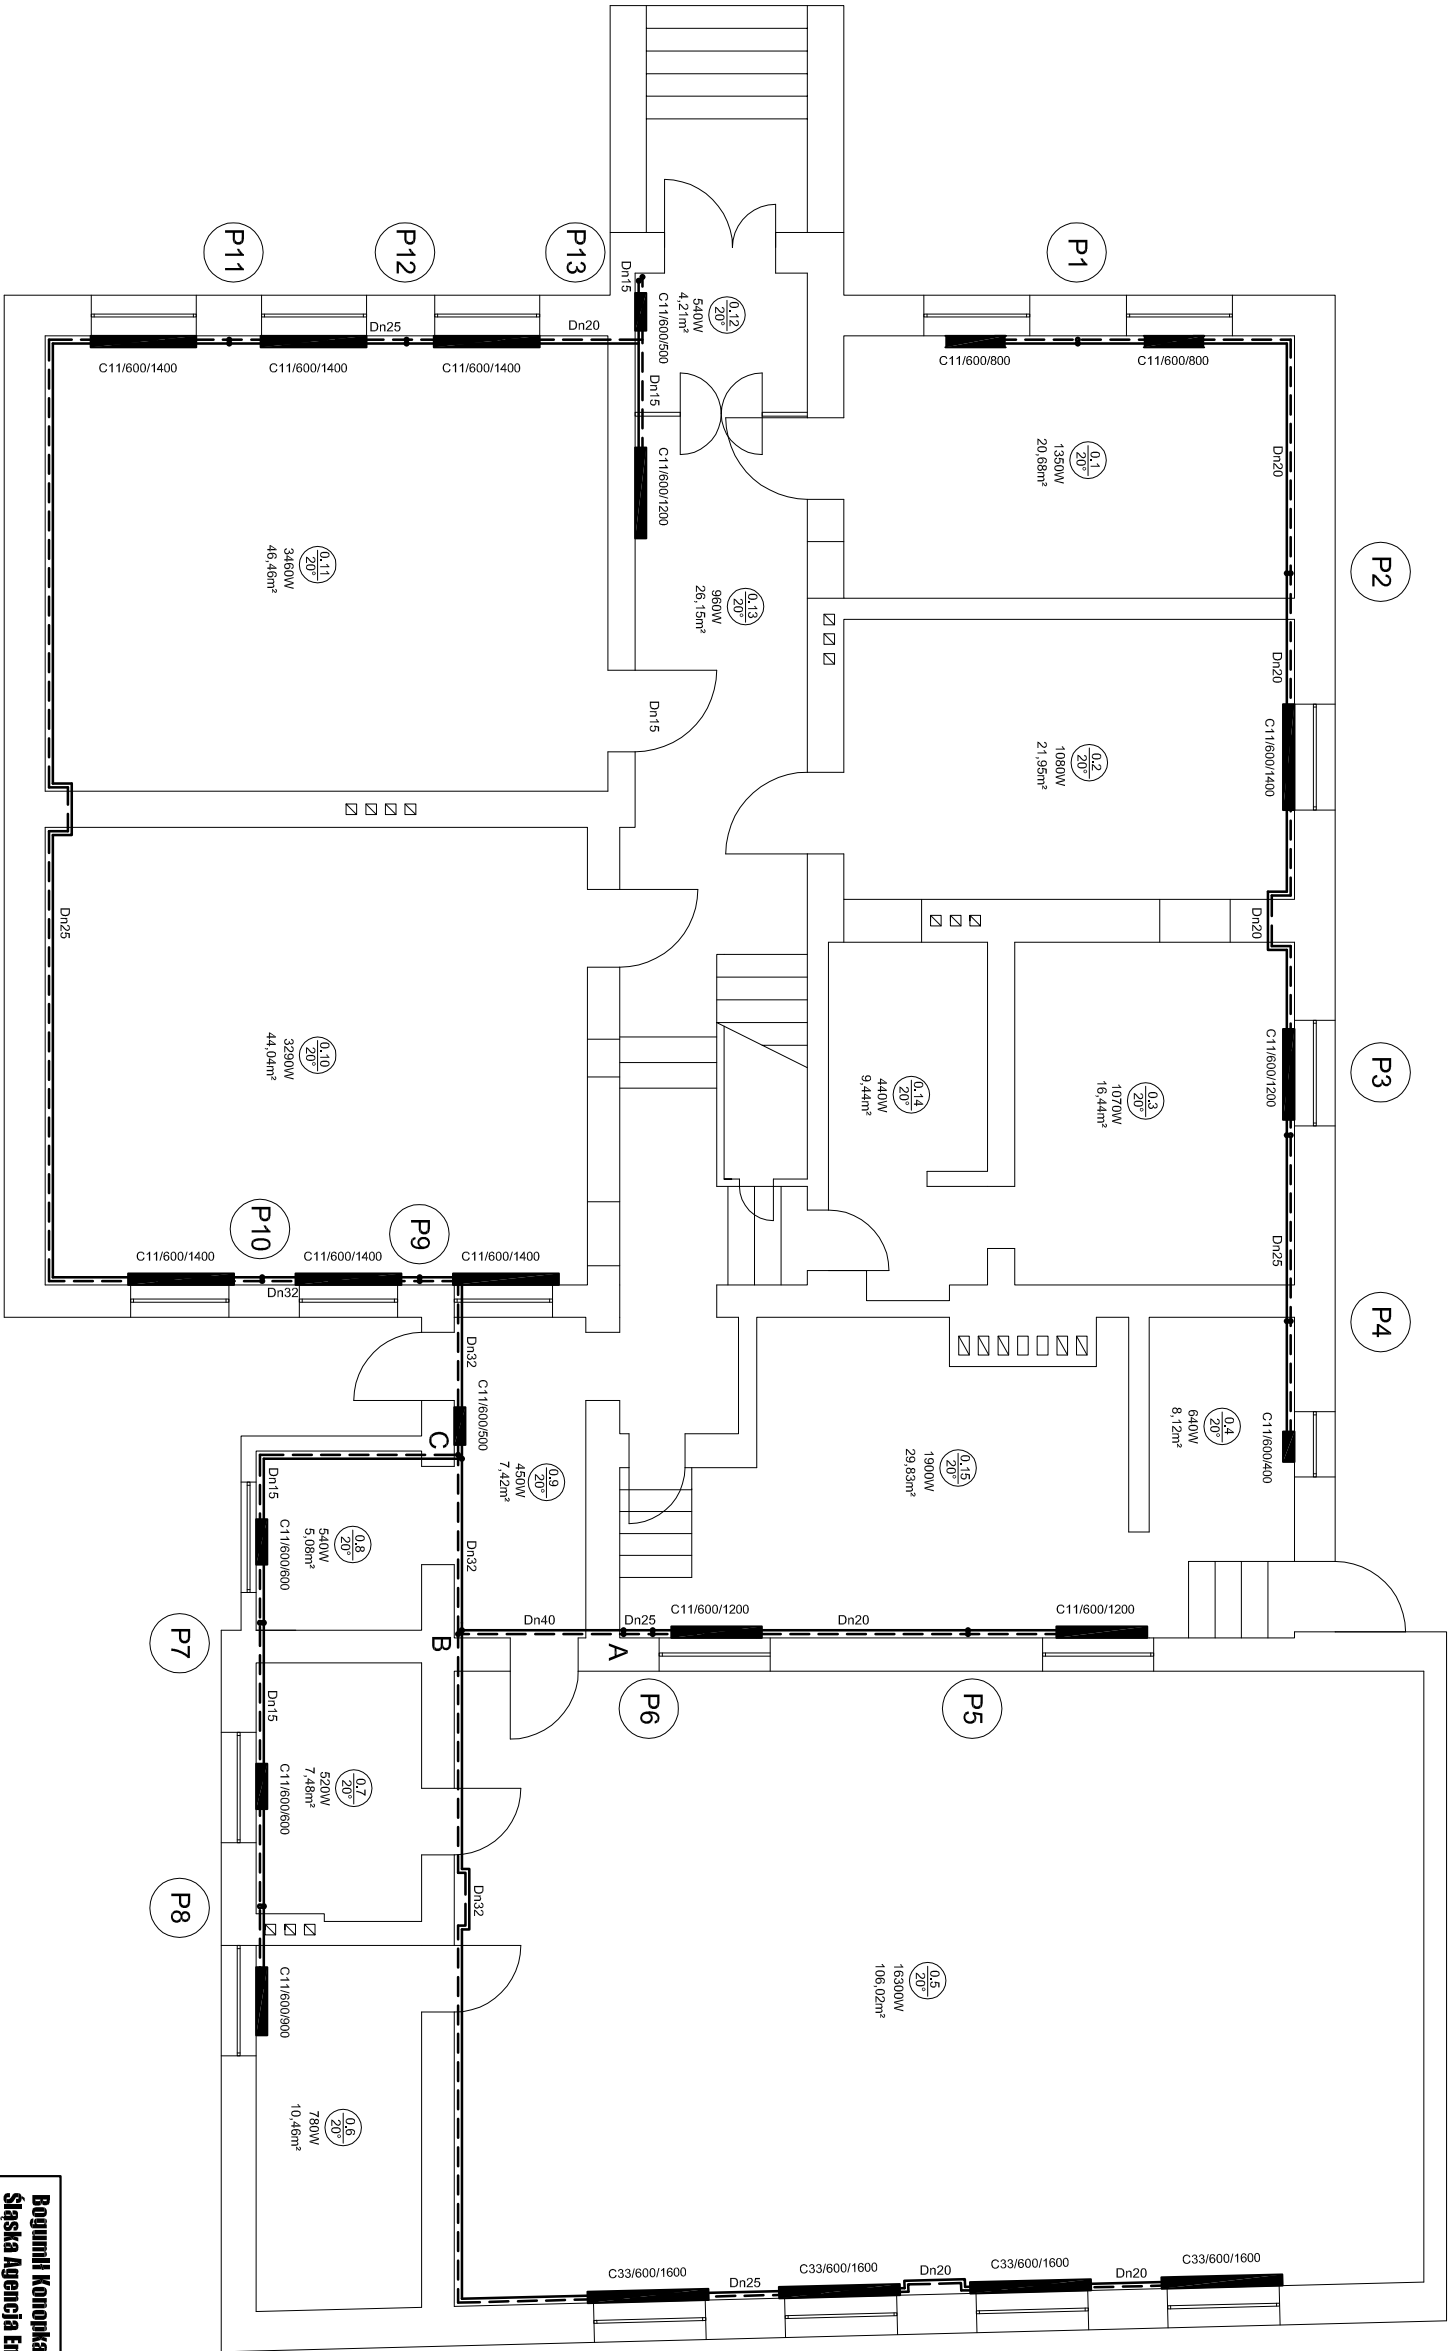 P1
P2
P3
P4
P5
P6
P7
P8
P9
P10
P11
P12
P13
A
B
C
0.1
20°
1350W
20,68m²
C11/600/800
C11/600/800
Dn20
0.2
20°
1080W
21,95m²
Dn20
C11/600/1400
Dn20
0.3
20°
1070W
16,44m²
C11/600/1200
Dn25
0.14
20°
440W
9,44m²
0.4
20°
640W
8,12m²
C11/600/400
0.15
20°
1900W
29,83m²
C11/600/1200
Dn20
C11/600/1200
Dn25
Dn40
0.12
20°
540W
4,21m²
Dn15
C11/600/500
Dn15
C11/600/1200
0.13
20°
960W
26,15m²
Dn15
0.11
20°
3460W
46,46m²
C11/600/1400
C11/600/1400
C11/600/1400
Dn25
Dn20
Dn25
0.10
20°
3290W
44,04m²
C11/600/1400
C11/600/1400
C11/600/1400
Dn32
Dn32
C11/600/500
0.9
20°
450W
7,42m²
Dn32
0.8
20°
540W
5,08m²
Dn15
C11/600/600
0.7
20°
520W
7,48m²
Dn15
C11/600/600
Dn32
C11/600/900
0.6
20°
780W
10,46m²
0.5
20°
16300W
106,02m²
C33/600/1600
Dn25
C33/600/1600
Dn20
C33/600/1600
Dn20
C33/600/1600
Bogumił Konopka
Śląska Agencja